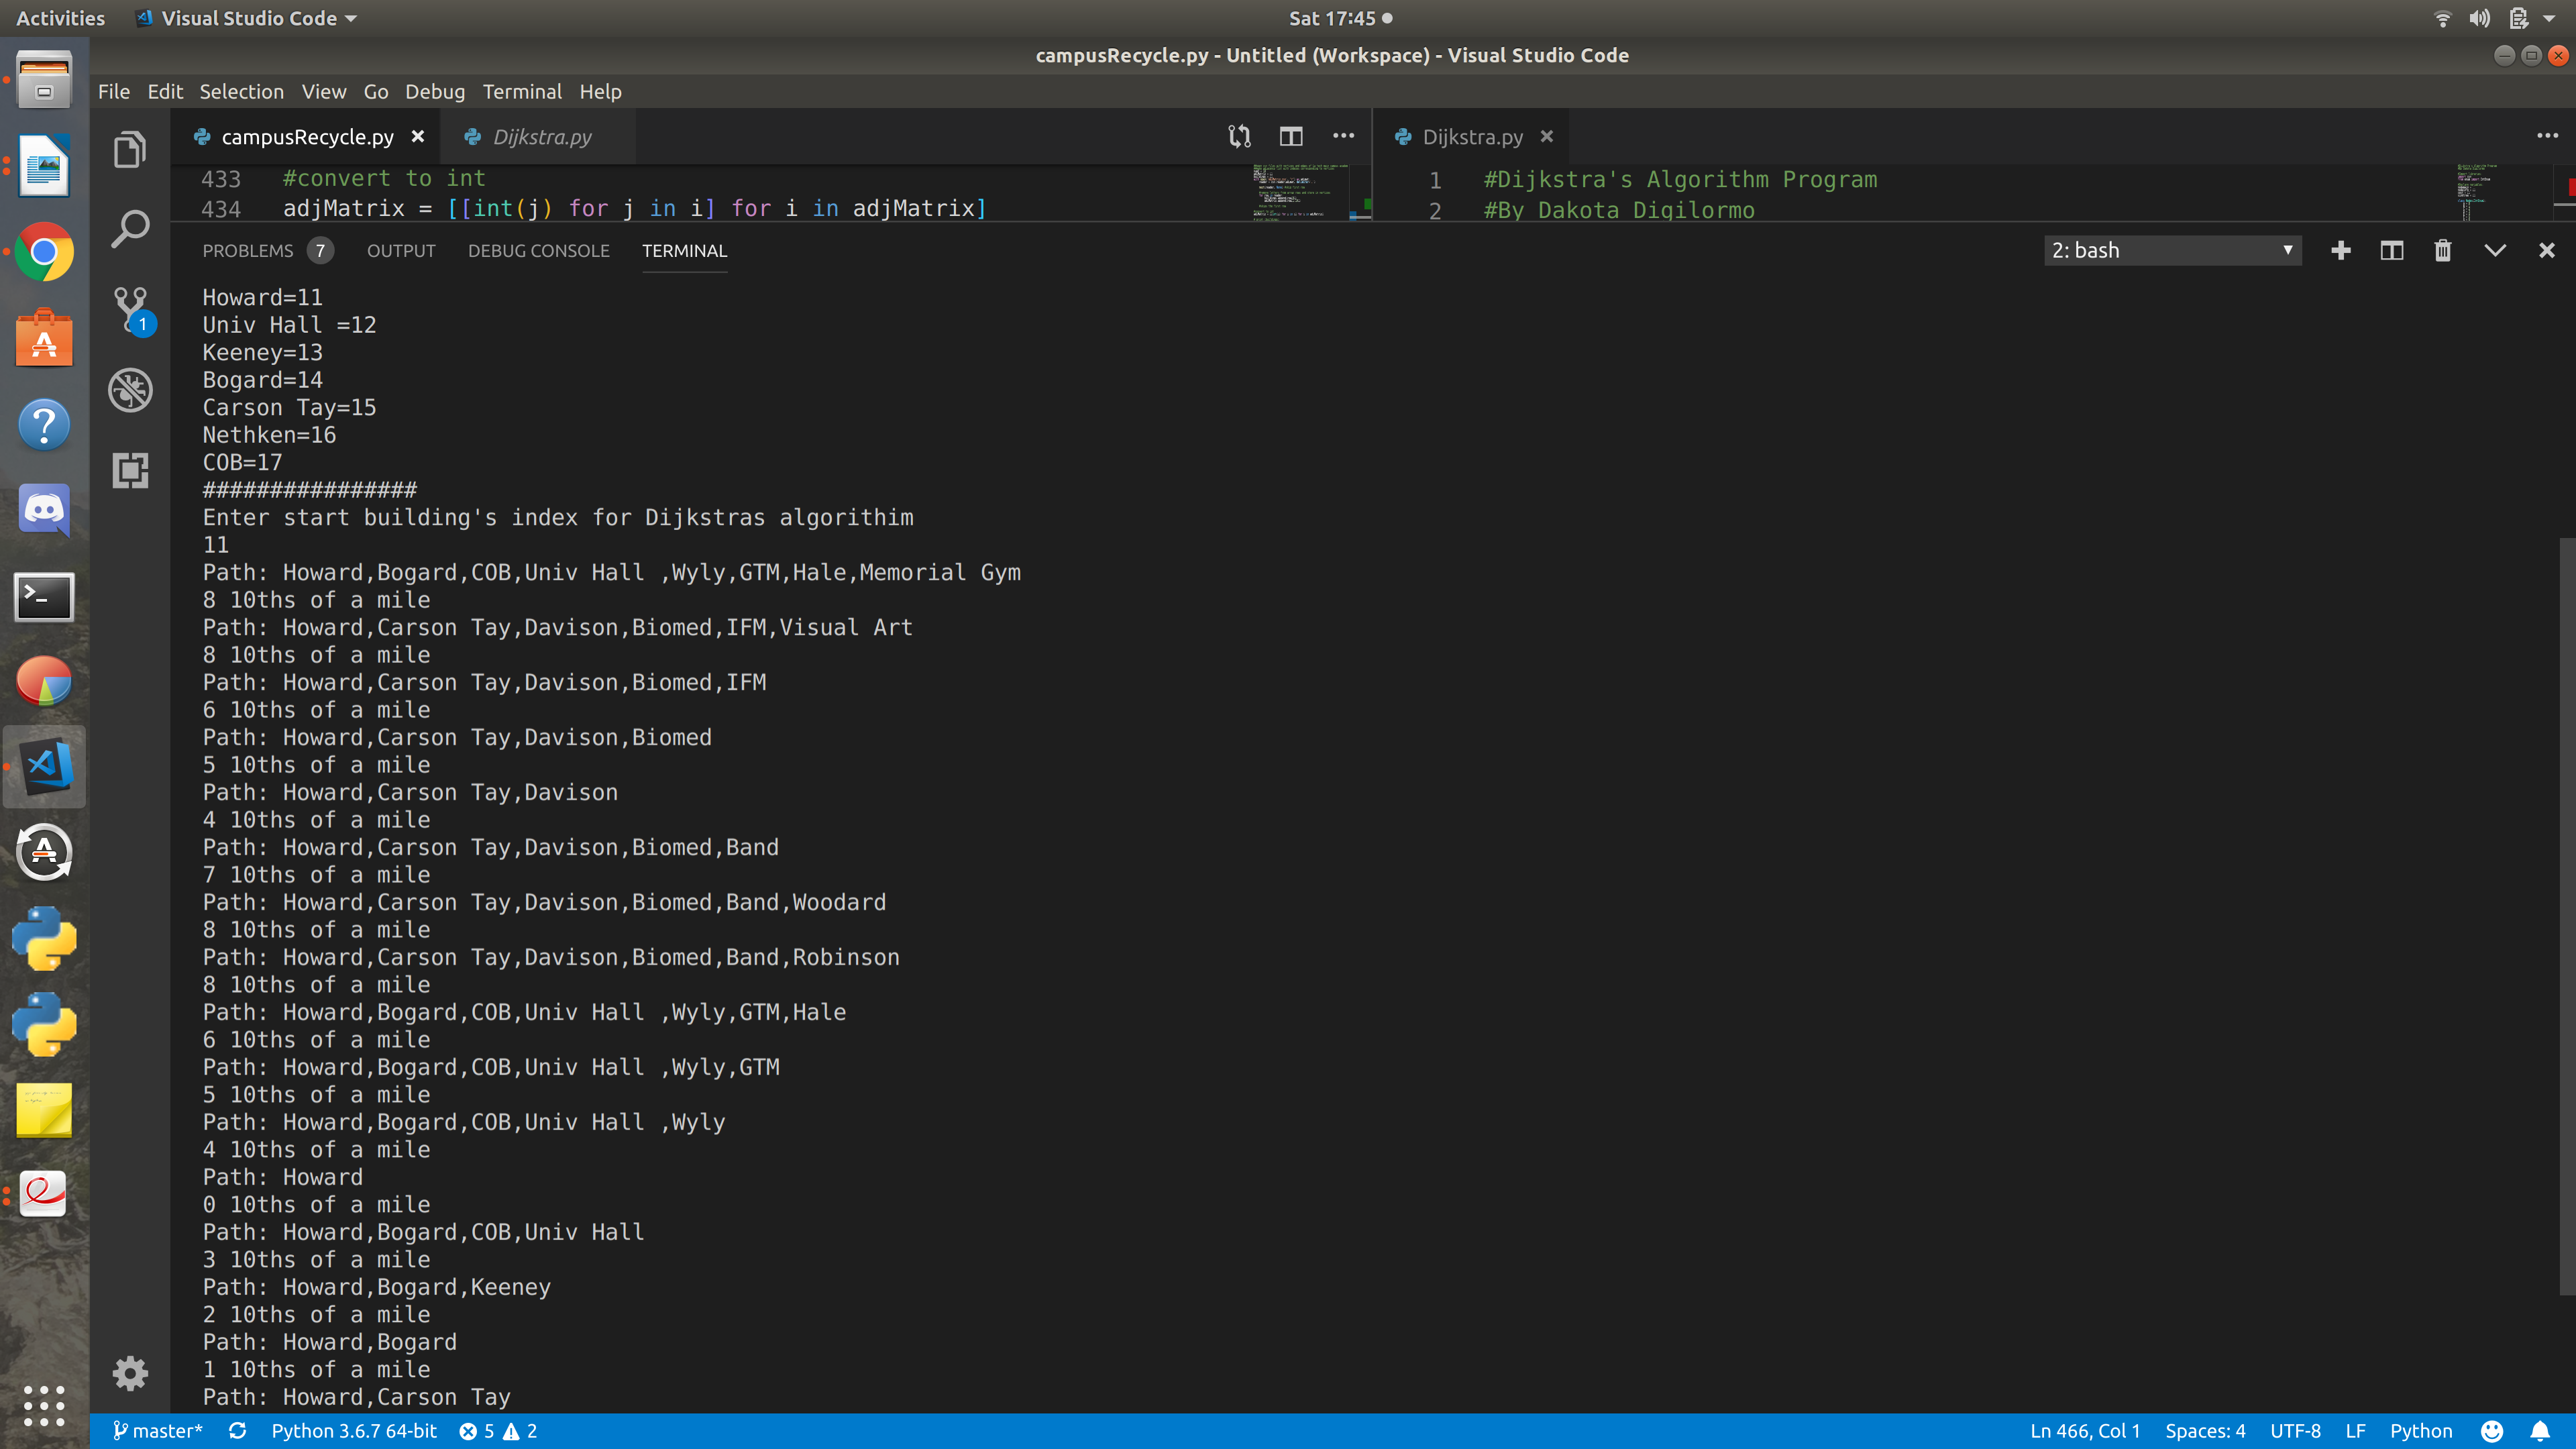 Activities Visual Studio Code Sat 17:45
campusRecycle.py - Untitled (Workspace) - Visual Studio Code
File Edit Selection View Go Debug Terminal Help
campusRecycle.py Dijkstra.py Dijkstra.py
433 #convert to int
434 adjMatrix = [[int(j) for j in i] for i in adjMatrix]
1 #Dijkstra's Algorithm Program
2 #By Dakota Digilormo
PROBLEMS 7 OUTPUT DEBUG CONSOLE TERMINAL 2: bash
1
Howard=11
Univ Hall =12
Keeney=13
Bogard=14
Carson Tay=15
Nethken=16
COB=17
################
Enter start building's index for Dijkstras algorithim
11
Path: Howard,Bogard,COB,Univ Hall ,Wyly,GTM,Hale,Memorial Gym
8 10ths of a mile
Path: Howard,Carson Tay,Davison,Biomed,IFM,Visual Art
8 10ths of a mile
Path: Howard,Carson Tay,Davison,Biomed,IFM
6 10ths of a mile
Path: Howard,Carson Tay,Davison,Biomed
5 10ths of a mile
Path: Howard,Carson Tay,Davison
4 10ths of a mile
Path: Howard,Carson Tay,Davison,Biomed,Band
7 10ths of a mile
Path: Howard,Carson Tay,Davison,Biomed,Band,Woodard
8 10ths of a mile
Path: Howard,Carson Tay,Davison,Biomed,Band,Robinson
8 10ths of a mile
Path: Howard,Bogard,COB,Univ Hall ,Wyly,GTM,Hale
6 10ths of a mile
Path: Howard,Bogard,COB,Univ Hall ,Wyly,GTM
5 10ths of a mile
Path: Howard,Bogard,COB,Univ Hall ,Wyly
4 10ths of a mile
Path: Howard
0 10ths of a mile
Path: Howard,Bogard,COB,Univ Hall
3 10ths of a mile
Path: Howard,Bogard,Keeney
2 10ths of a mile
Path: Howard,Bogard
1 10ths of a mile
Path: Howard,Carson Tay
master* Python 3.6.7 64-bit 5 2 Ln 466, Col 1 Spaces: 4 UTF-8 LF Python